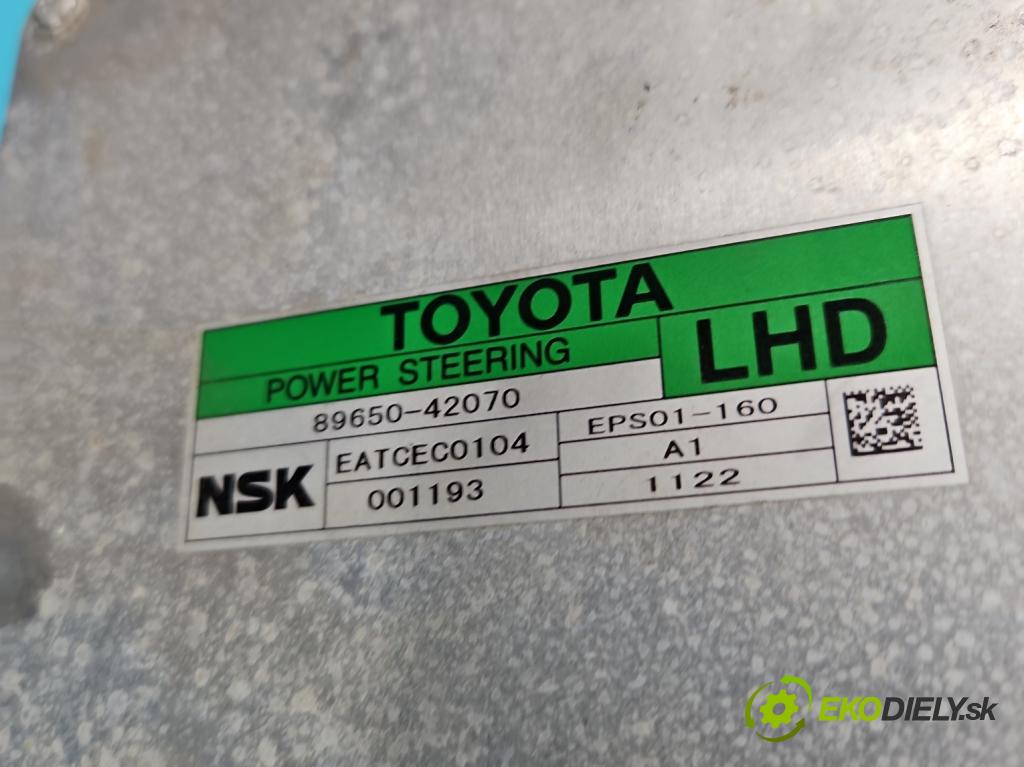 TOYOTA
POWER STEERING
LHD
89650-42070
NSK
EATCEC0104
EPS01-160
001193
A1
1122
EKODIELY.sk